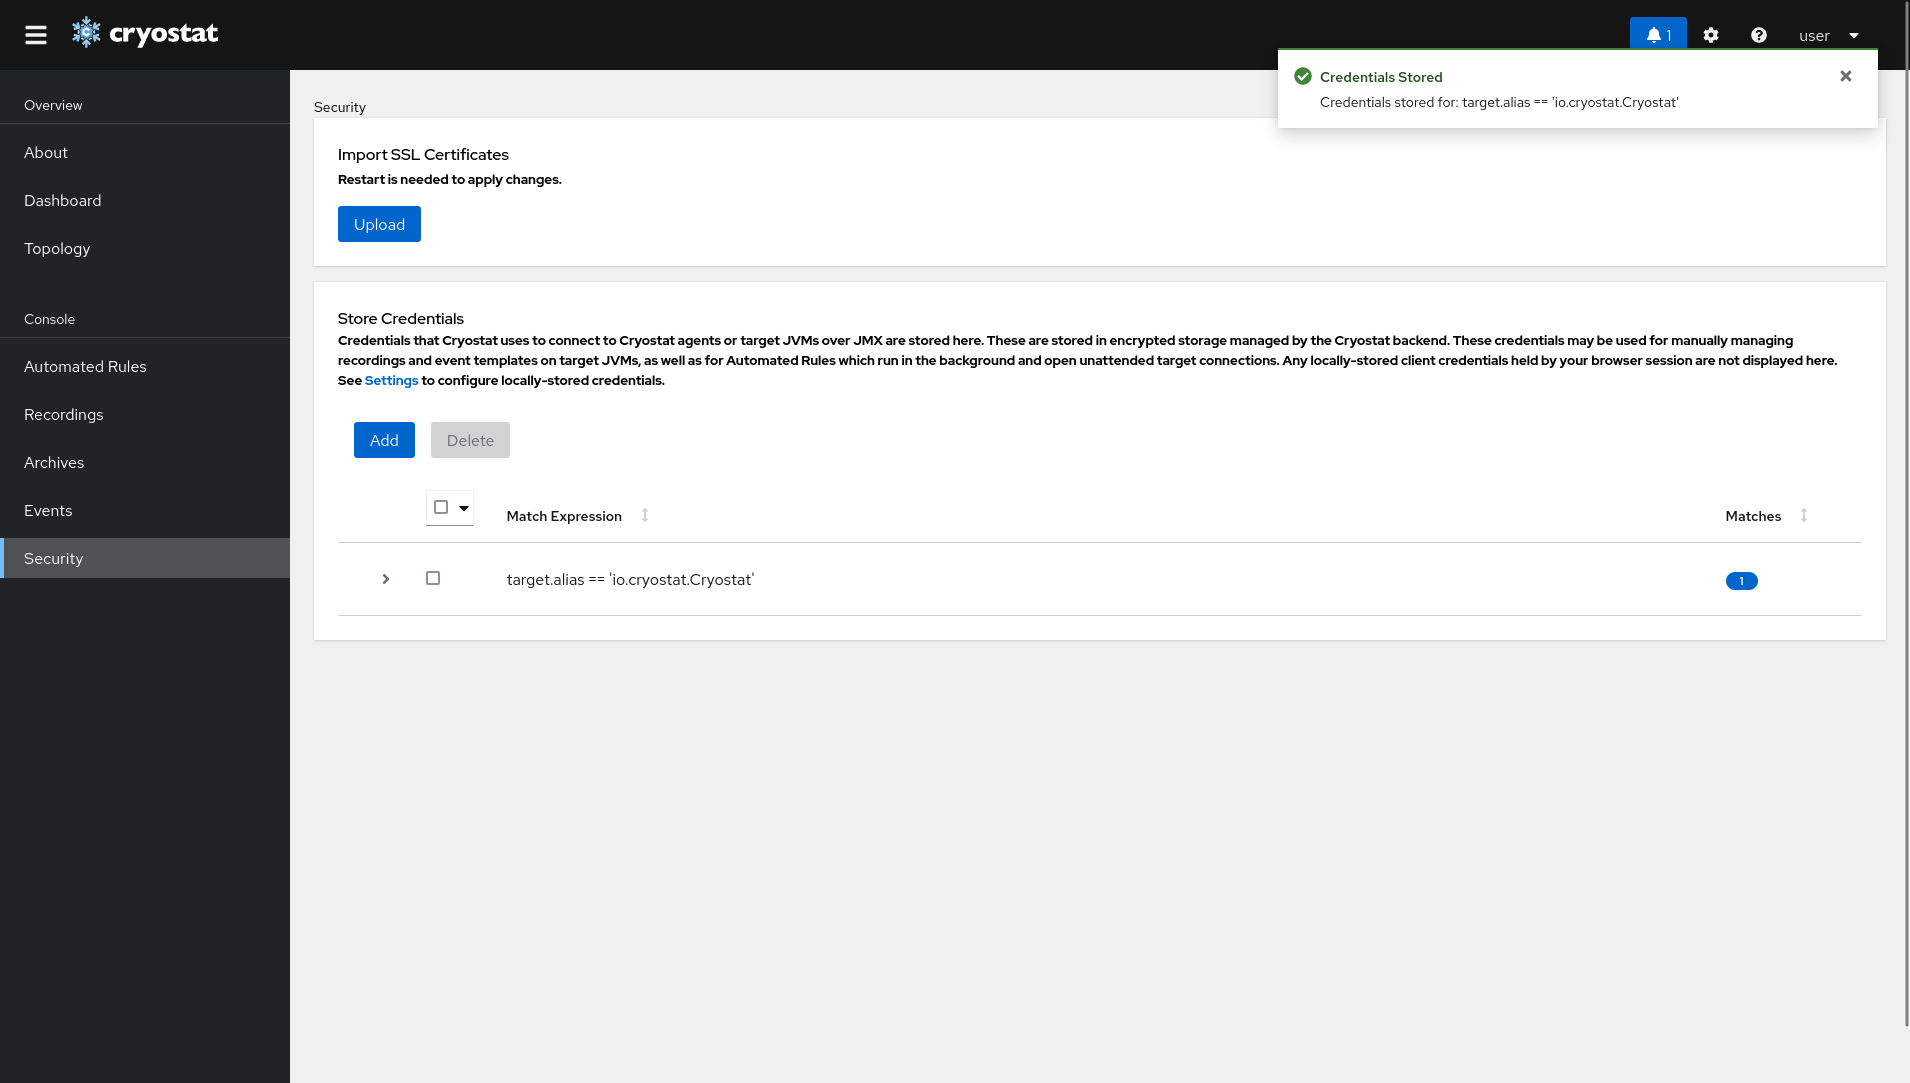 cryostat
1
user
Credentials Stored
Credentials stored for: target.alias == 'io.cryostat.Cryostat'
Overview
About
Dashboard
Topology
Console
Automated Rules
Recordings
Archives
Events
Security
Security
Import SSL Certificates
Restart is needed to apply changes.
Upload
Store Credentials
Credentials that Cryostat uses to connect to Cryostat agents or target JVMs over JMX are stored here. These are stored in encrypted storage managed by the Cryostat backend. These credentials may be used for manually managing
recordings and event templates on target JVMs, as well as for Automated Rules which run in the background and open unattended target connections. Any locally-stored client credentials held by your browser session are not displayed here.
See Settings to configure locally-stored credentials.
Add Delete
Match Expression Matches
target.alias == 'io.cryostat.Cryostat' 1